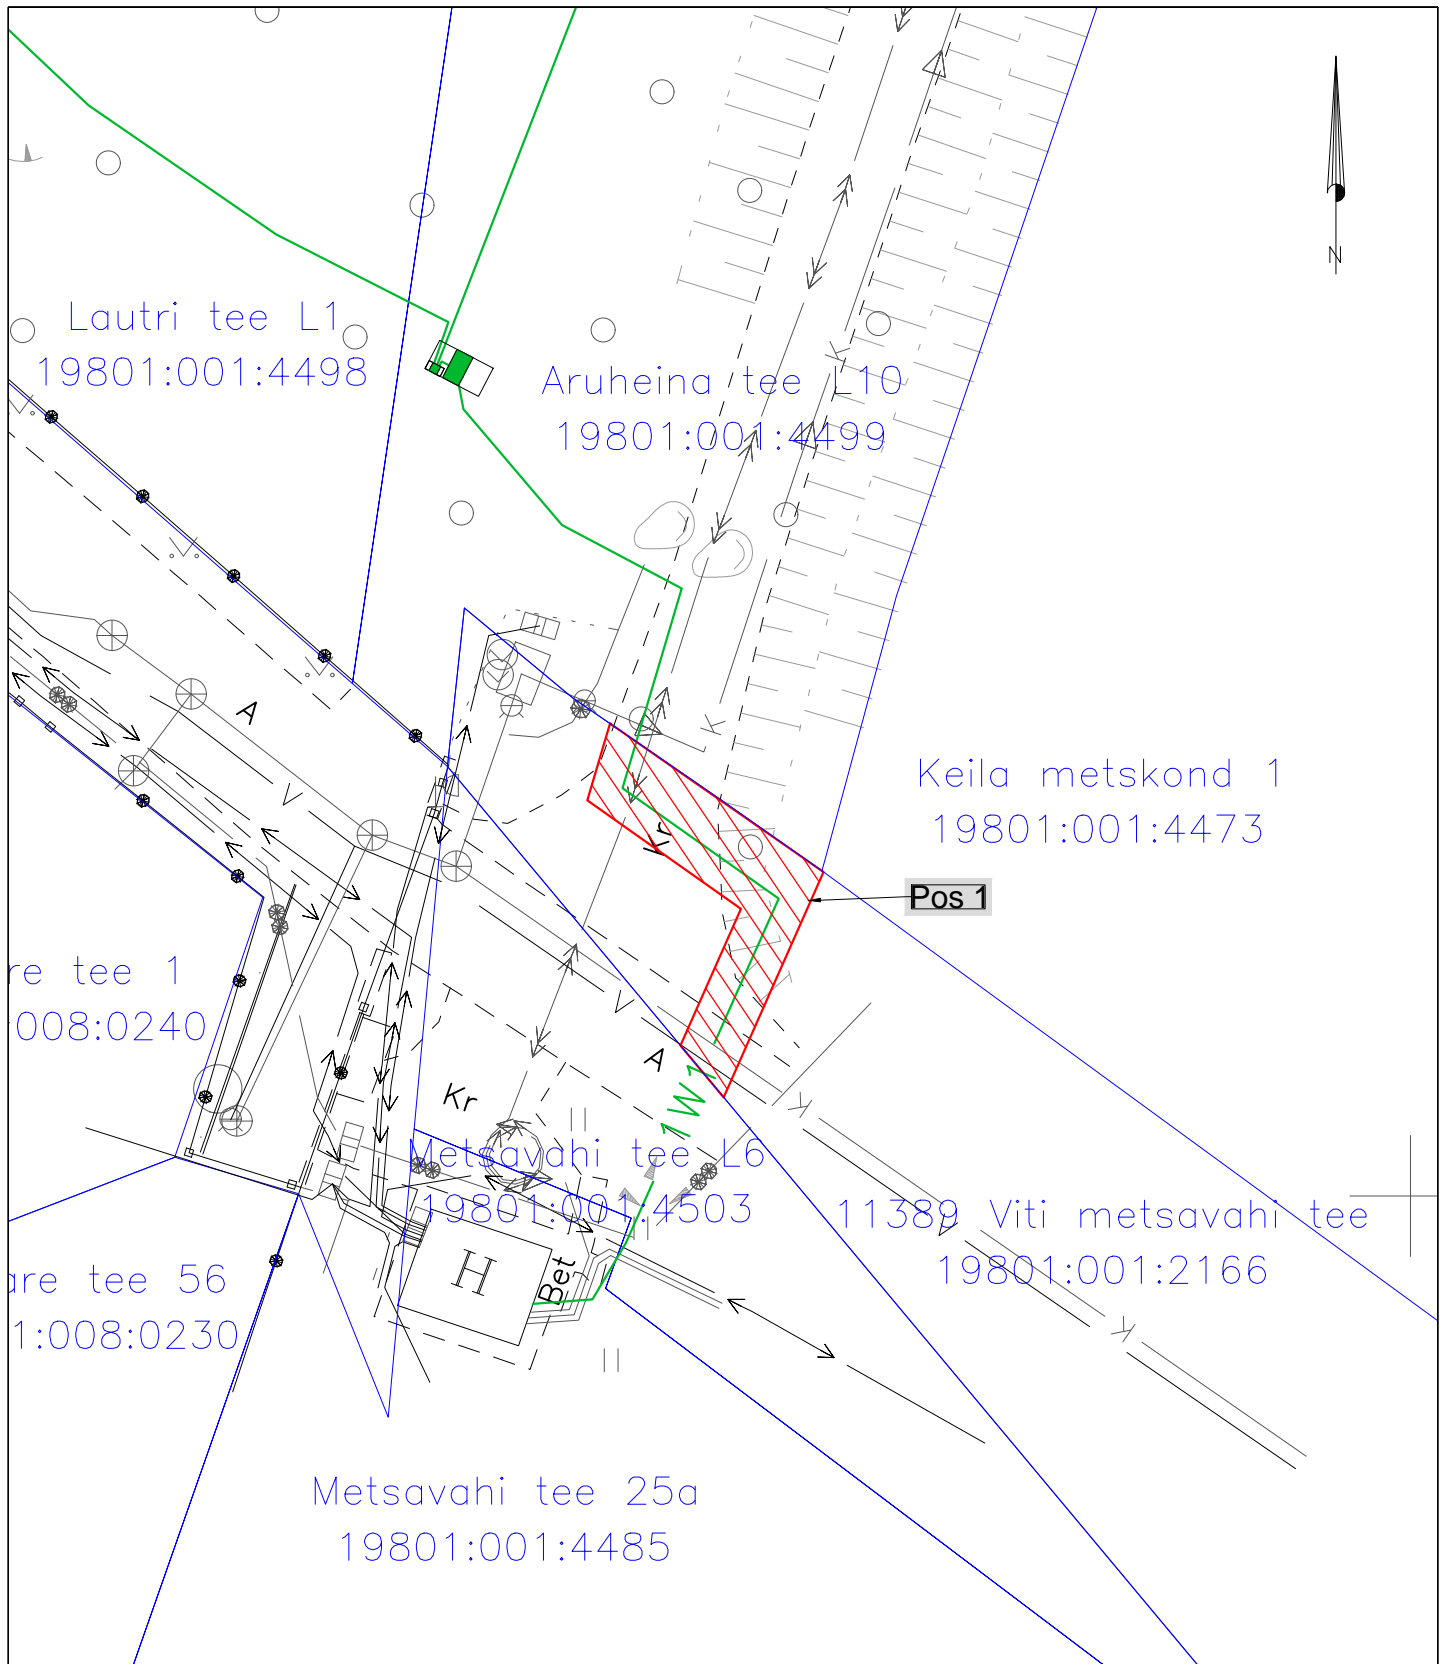 N
Lautri tee L1
19801:001:4498
Aruheina tee L10
19801:001:4499
K
A
K
V
Keila metskond 1
19801:001:4473
Kr
Pos 1
re tee 1
:008:0240
V
A
Kr
1W1
K
Metsavahi tee L6
19801:001:4503
11389 Viti metsavahi tee
19801:001:2166
are tee 56
1:008:0230
H
Bet
K
Metsavahi tee 25a
19801:001:4485